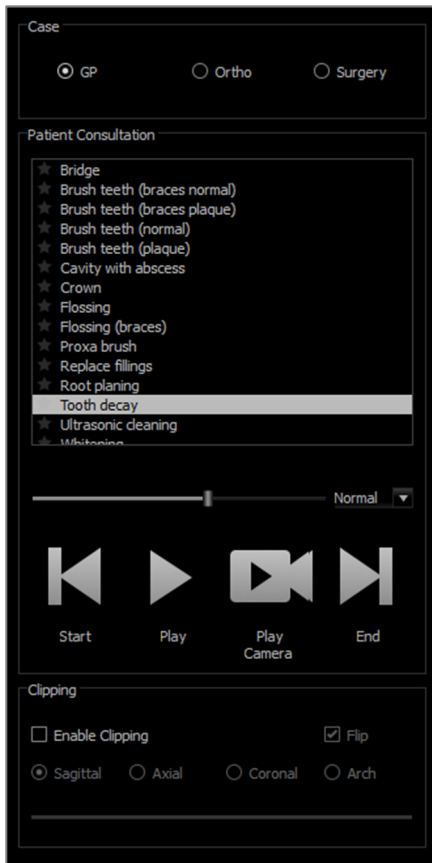 Case
GP Ortho Surgery
Patient Consultation
Bridge
Brush teeth (braces normal)
Brush teeth (braces plaque)
Brush teeth (normal)
Brush teeth (plaque)
Cavity with abscess
Crown
Flossing
Flossing (braces)
Proxa brush
Replace fillings
Root planing
Tooth decay
Ultrasonic cleaning
Whitening
Normal
Start Play Play Camera End
Clipping
Enable Clipping Flip
Sagittal Axial Coronal Arch